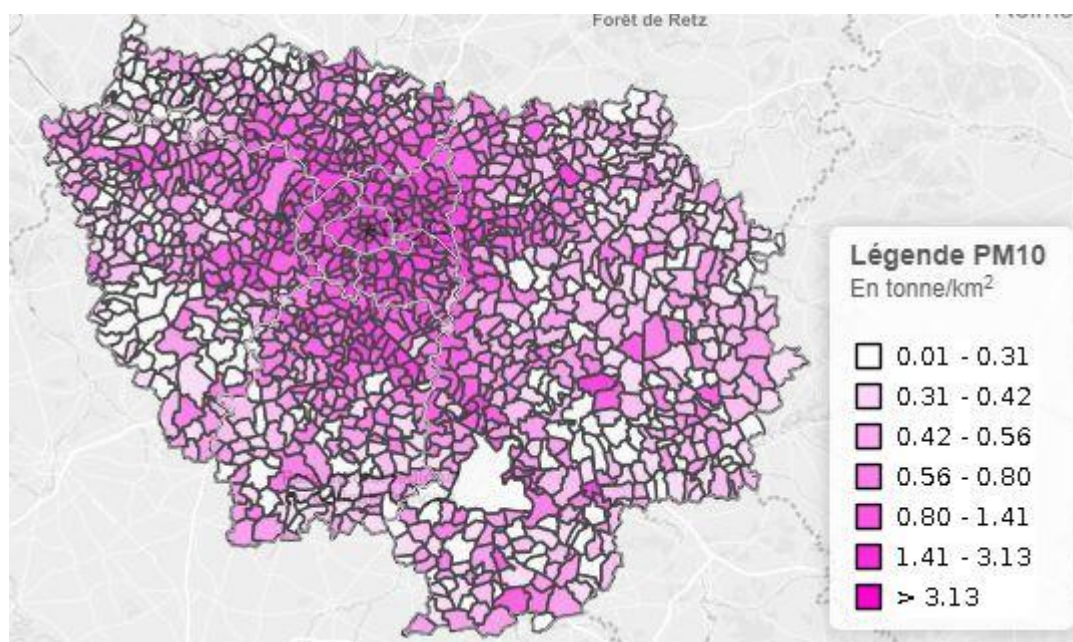 Forêt de Retz
Légende PM10
En tonne/km²
0.01 - 0.31
0.31 - 0.42
0.42 - 0.56
0.56 - 0.80
0.80 - 1.41
1.41 - 3.13
> 3.13